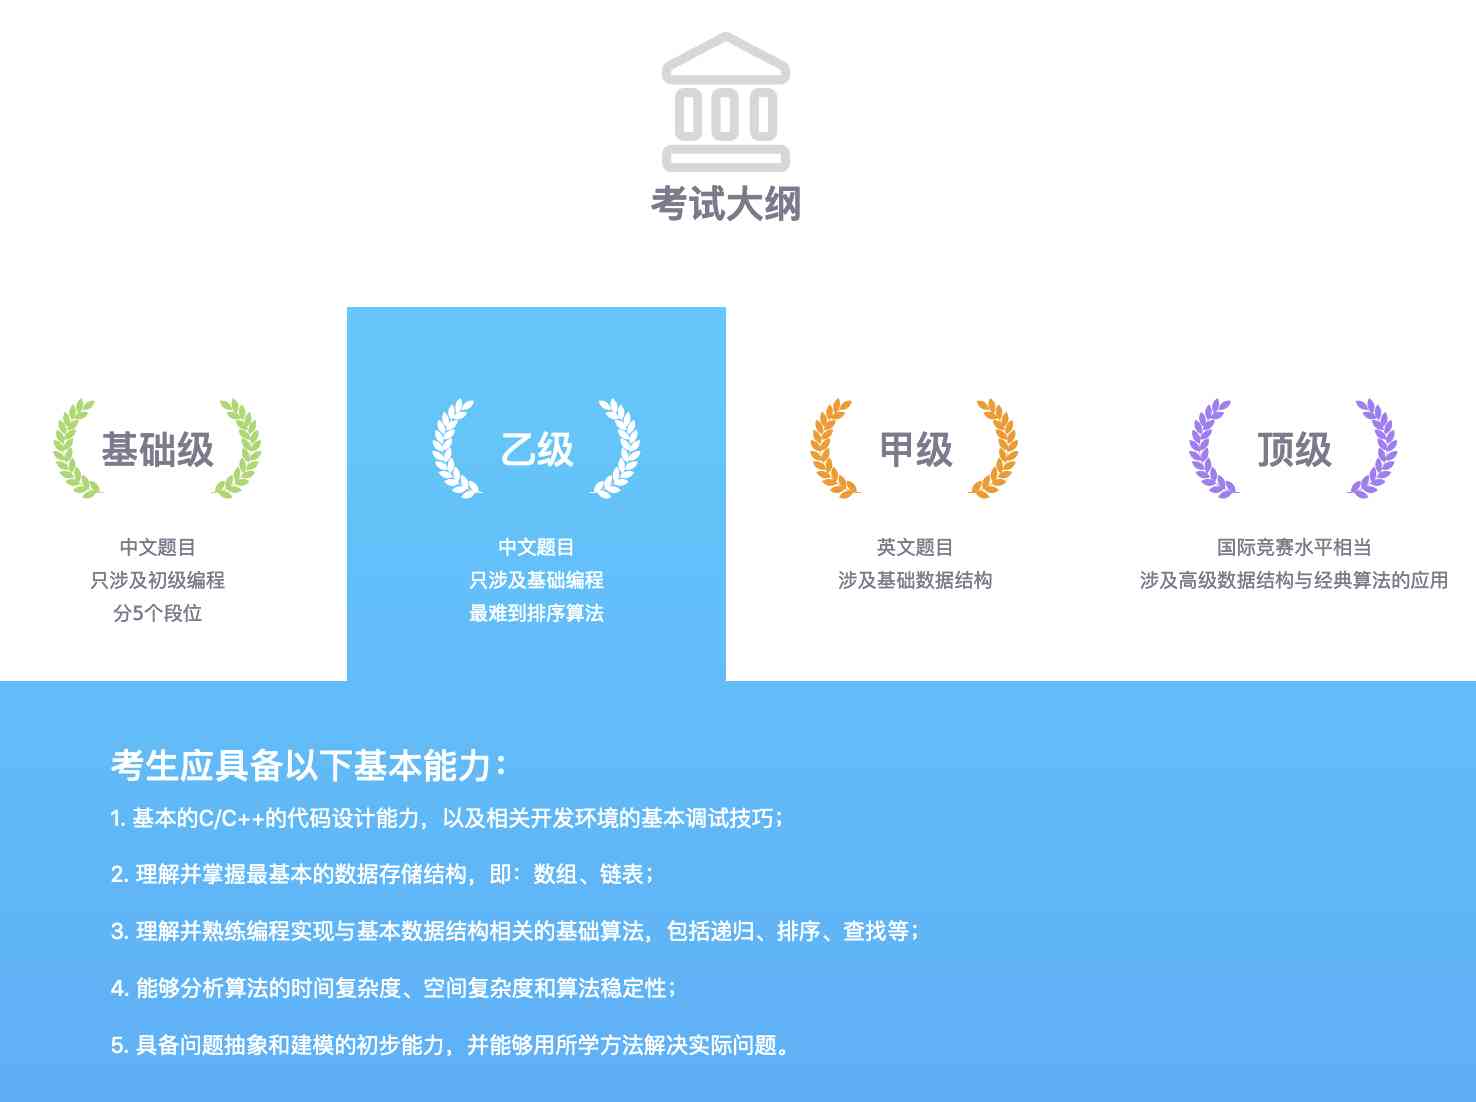 考试大纲
基础级
中文题目
只涉及初级编程
分5个段位
乙级
中文题目
只涉及基础编程
最难到排序算法
甲级
英文题目
涉及基础数据结构
顶级
国际竞赛水平相当
涉及高级数据结构与经典算法的应用
考生应具备以下基本能力：
1. 基本的C/C++的代码设计能力，以及相关开发环境的基本调试技巧；
2. 理解并掌握最基本的数据存储结构，即：数组、链表；
3. 理解并熟练编程实现与基本数据结构相关的基础算法，包括递归、排序、查找等；
4. 能够分析算法的时间复杂度、空间复杂度和算法稳定性；
5. 具备问题抽象和建模的初步能力，并能够用所学方法解决实际问题。